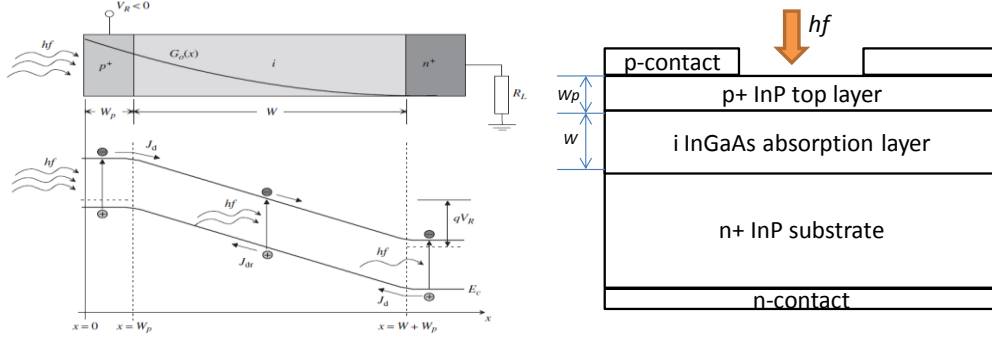 V_R < 0
hf
G_o(x)
p+
i
n+
R_L
W_p
W
J_d
hf
hf
qV_R
J_dr
hf
E_c
J_d
x = 0
x = W_p
x = W + W_p
x
hf
p-contact
Wp
p+ InP top layer
W
i InGaAs absorption layer
n+ InP substrate
n-contact